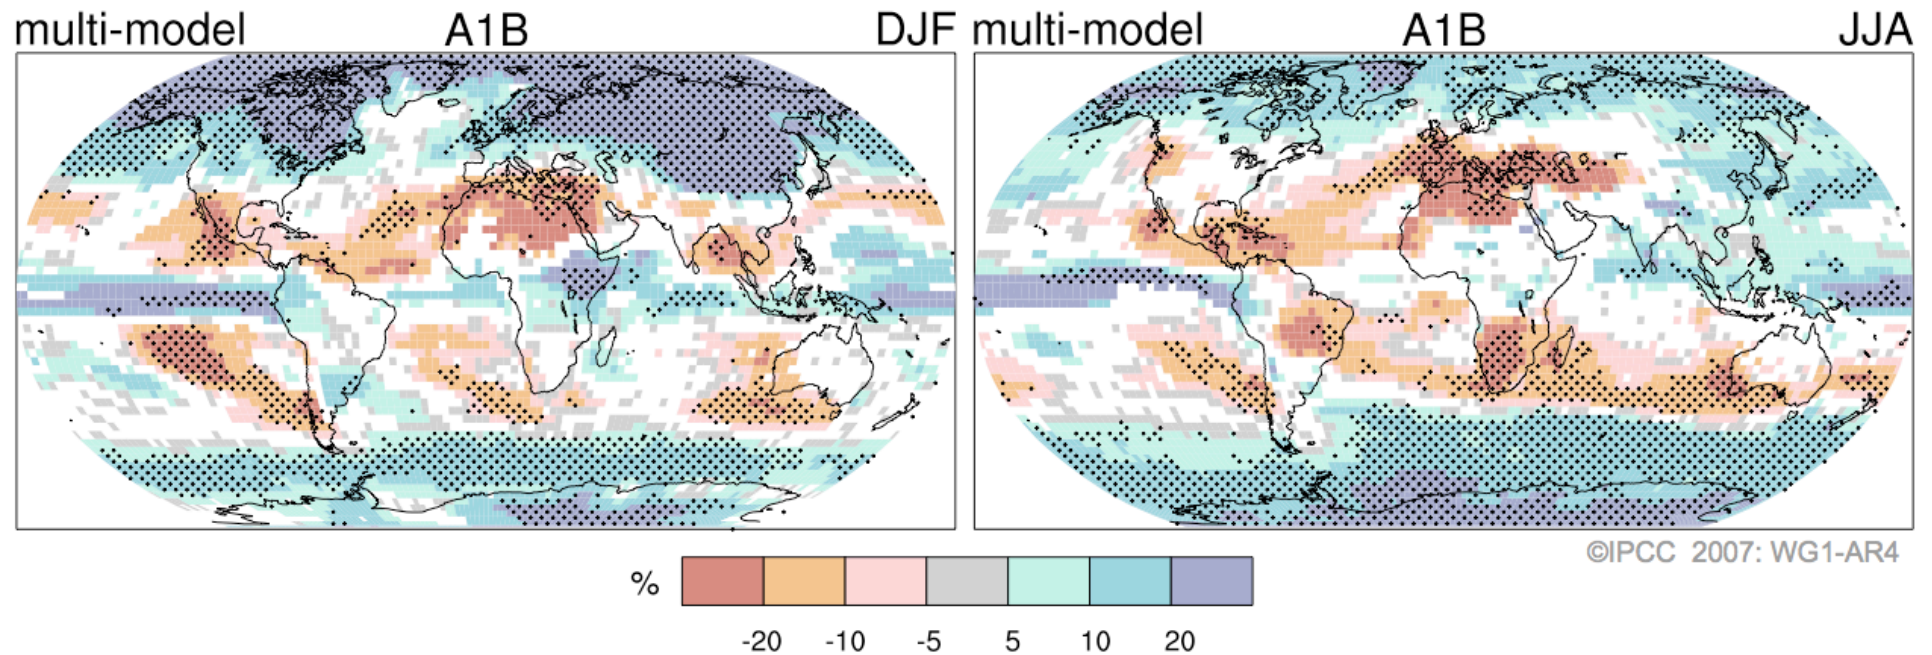 multi-model A1B DJF
multi-model A1B JJA
©IPCC 2007: WG1-AR4
%
-20 -10 -5 5 10 20